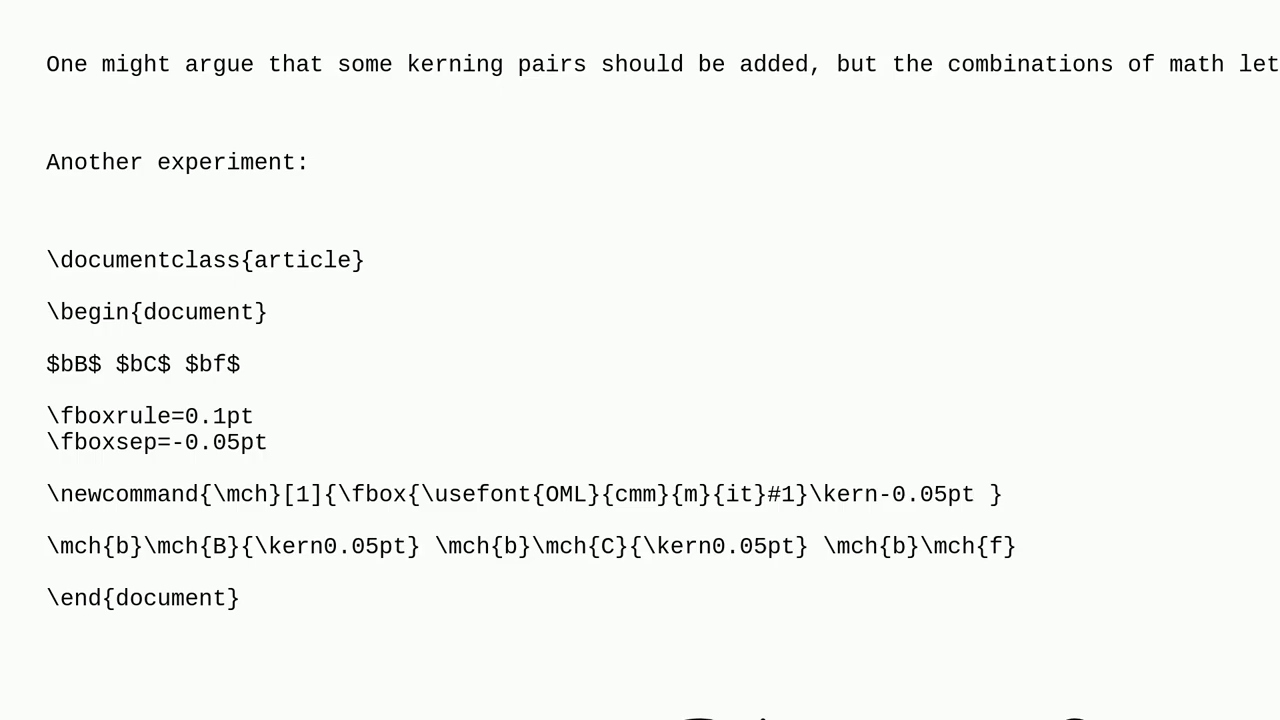 One might argue that some kerning pairs should be added, but the combinations of math let
Another experiment:
\documentclass{article}
\begin{document}
$bB$ $bC$ $bf$
\fboxrule=0.1pt
\fboxsep=-0.05pt
\newcommand{\mch}[1]{\fbox{\usefont{OML}{cmm}{m}{it}#1}\kern-0.05pt }
\mch{b}\mch{B}{\kern0.05pt} \mch{b}\mch{C}{\kern0.05pt} \mch{b}\mch{f}
\end{document}